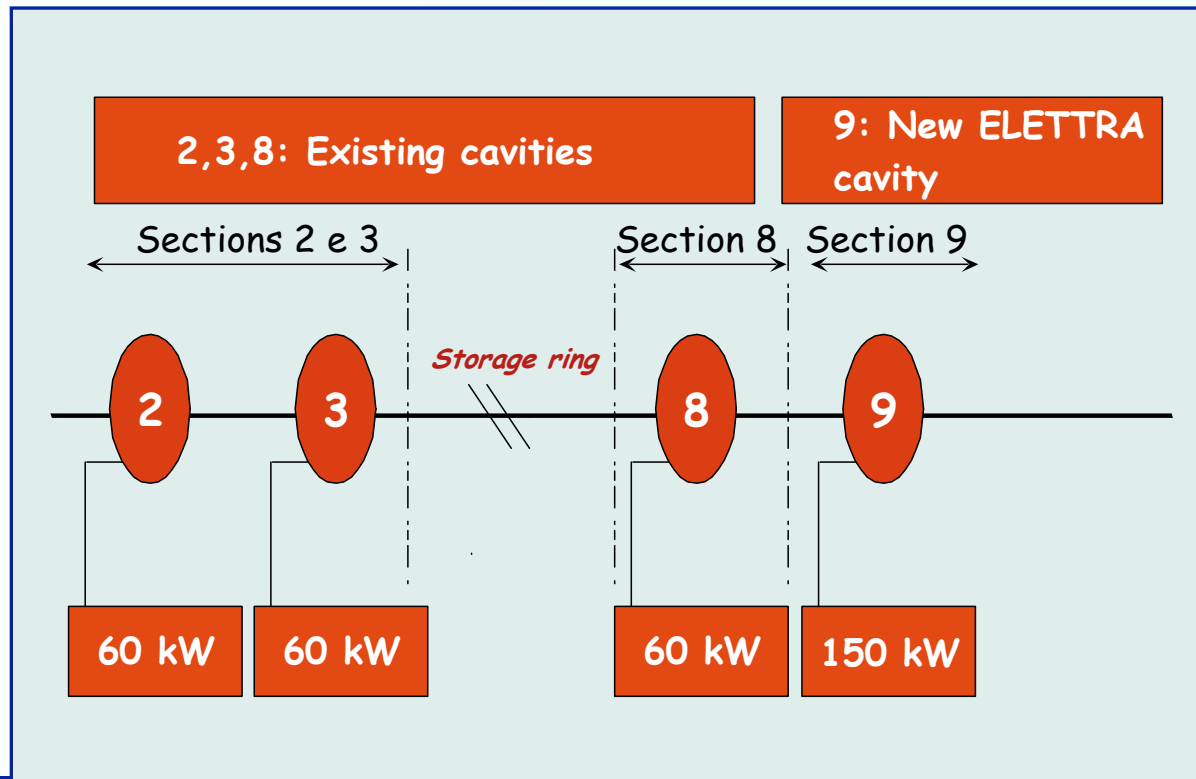 2,3,8: Existing cavities
9: New ELETTRA
cavity
Sections 2 e 3
Section 8
Section 9
Storage ring
2
3
8
9
60 kW
60 kW
60 kW
150 kW